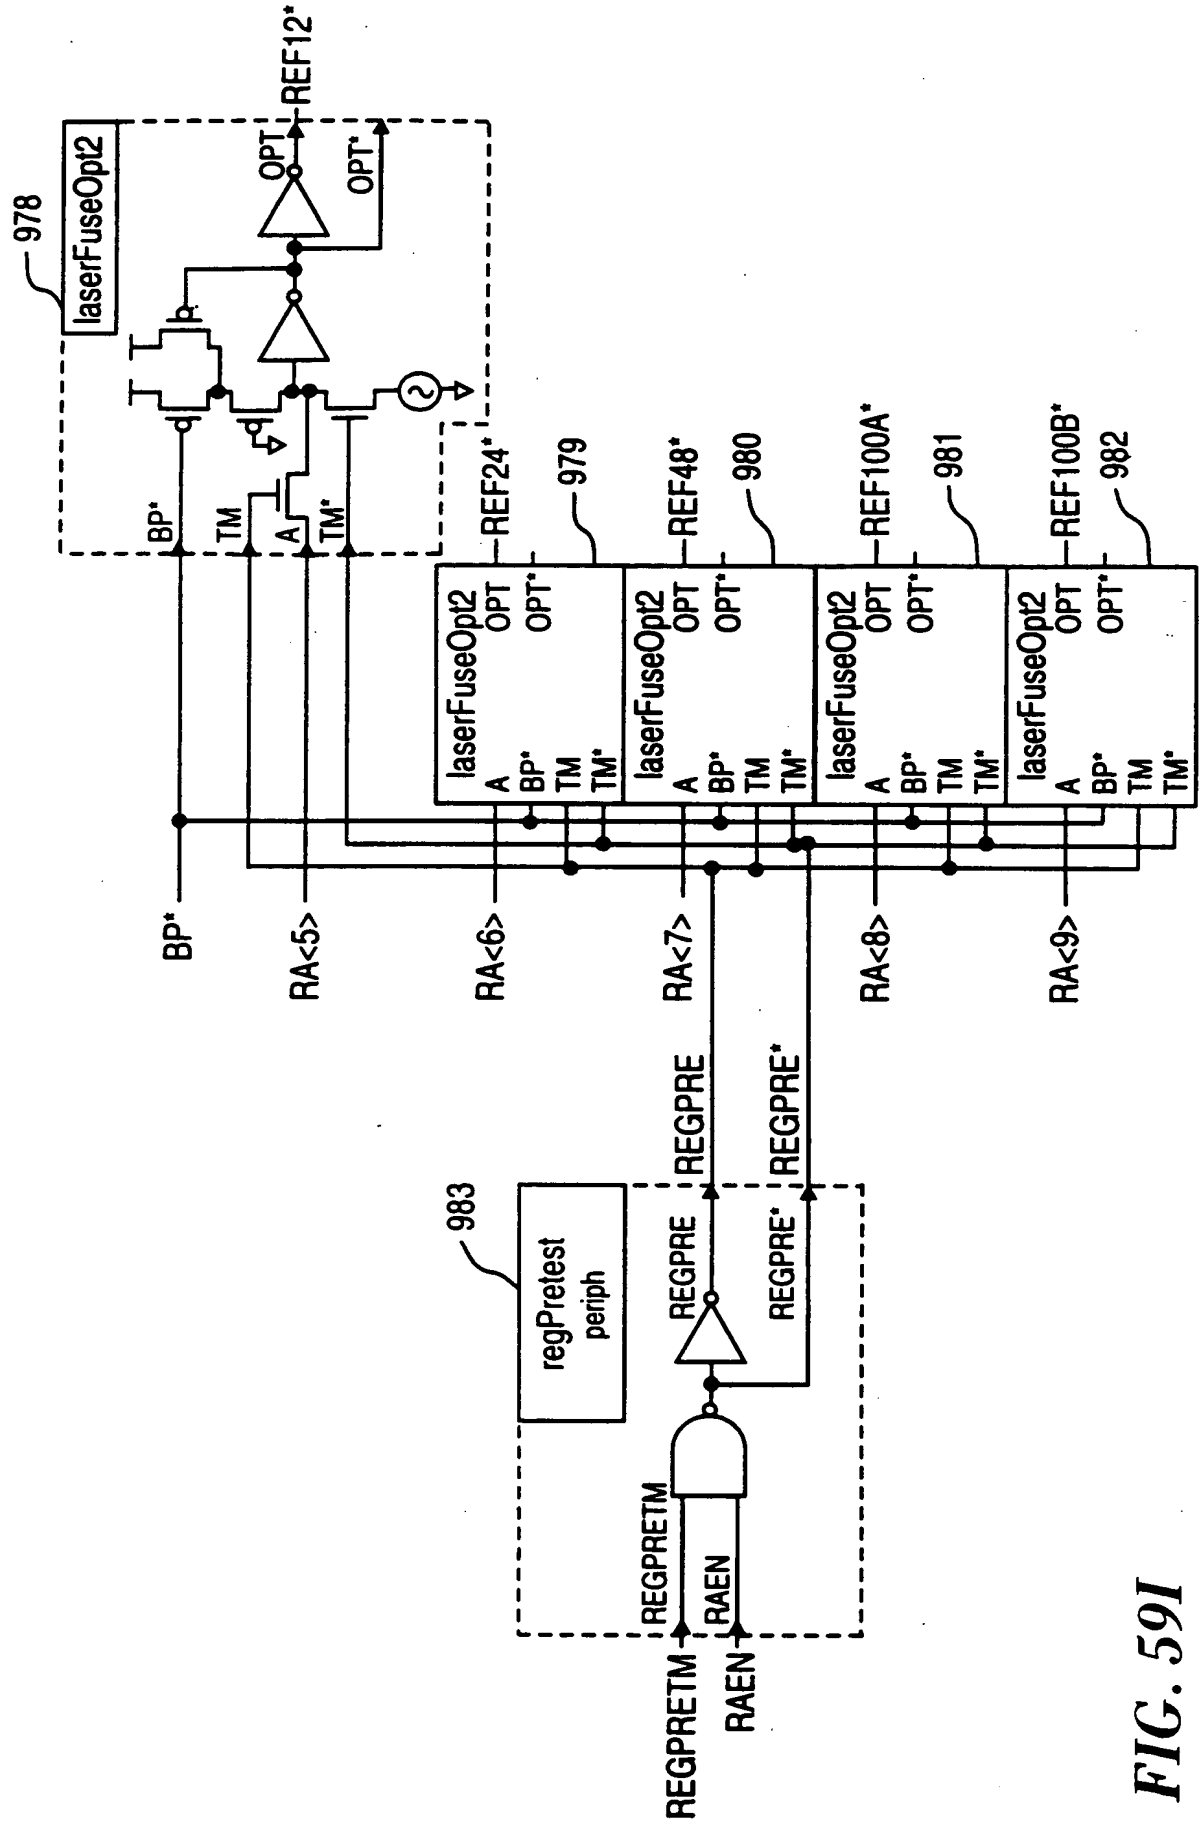 978
laserFuseOpt2
BP*
BP*
TM
A
TM*
OPT
REF12*
OPT*
RA<5>
RA<6>
laserFuseOpt2
A
OPT
REF24*
BP*
OPT*
TM
TM*
979
RA<7>
laserFuseOpt2
A
OPT
REF48*
BP*
OPT*
TM
TM*
980
RA<8>
laserFuseOpt2
A
OPT
REF100A*
BP*
OPT*
TM
TM*
981
RA<9>
laserFuseOpt2
A
OPT
REF100B*
BP*
OPT*
TM
TM*
982
983
regPretest
periph
REGPRETM
REGPRETM
RAEN
RAEN
REGPRE
REGPRE
REGPRE*
REGPRE*
FIG. 59I